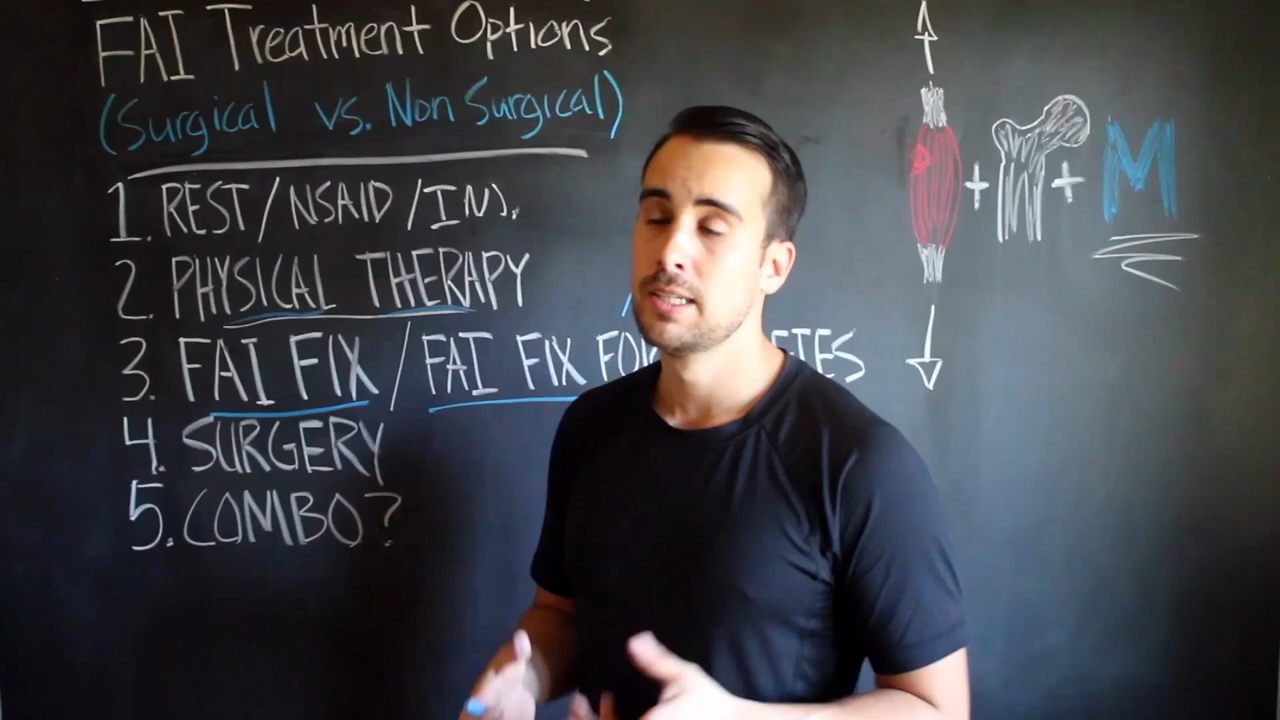 FAI Treatment Options
(Surgical vs. Non Surgical)
1. REST/NSAID/INJ.
2. PHYSICAL THERAPY
3. FAI FIX / FAI FIX FOR
4. SURGERY
5. COMBO?
+ + M